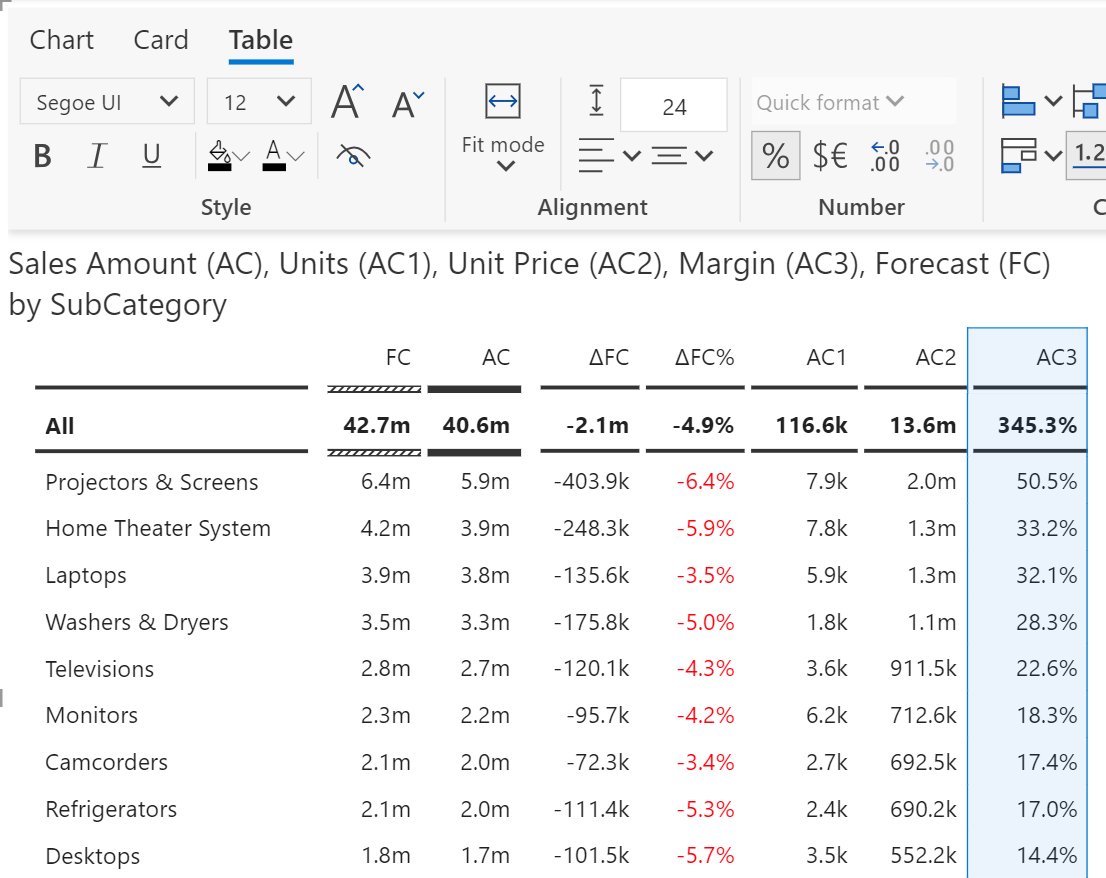 Chart Card Table
Segoe UI 12 A A 24 Quick format
B I U A Fit mode % $€ .0 .00 .00 .0 1.2
Style Alignment Number C
Sales Amount (AC), Units (AC1), Unit Price (AC2), Margin (AC3), Forecast (FC)
by SubCategory
FC AC ΔFC ΔFC% AC1 AC2 AC3
All 42.7m 40.6m -2.1m -4.9% 116.6k 13.6m 345.3%
Projectors & Screens 6.4m 5.9m -403.9k -6.4% 7.9k 2.0m 50.5%
Home Theater System 4.2m 3.9m -248.3k -5.9% 7.8k 1.3m 33.2%
Laptops 3.9m 3.8m -135.6k -3.5% 5.9k 1.3m 32.1%
Washers & Dryers 3.5m 3.3m -175.8k -5.0% 1.8k 1.1m 28.3%
Televisions 2.8m 2.7m -120.1k -4.3% 3.6k 911.5k 22.6%
Monitors 2.3m 2.2m -95.7k -4.2% 6.2k 712.6k 18.3%
Camcorders 2.1m 2.0m -72.3k -3.4% 2.7k 692.5k 17.4%
Refrigerators 2.1m 2.0m -111.4k -5.3% 2.4k 690.2k 17.0%
Desktops 1.8m 1.7m -101.5k -5.7% 3.5k 552.2k 14.4%